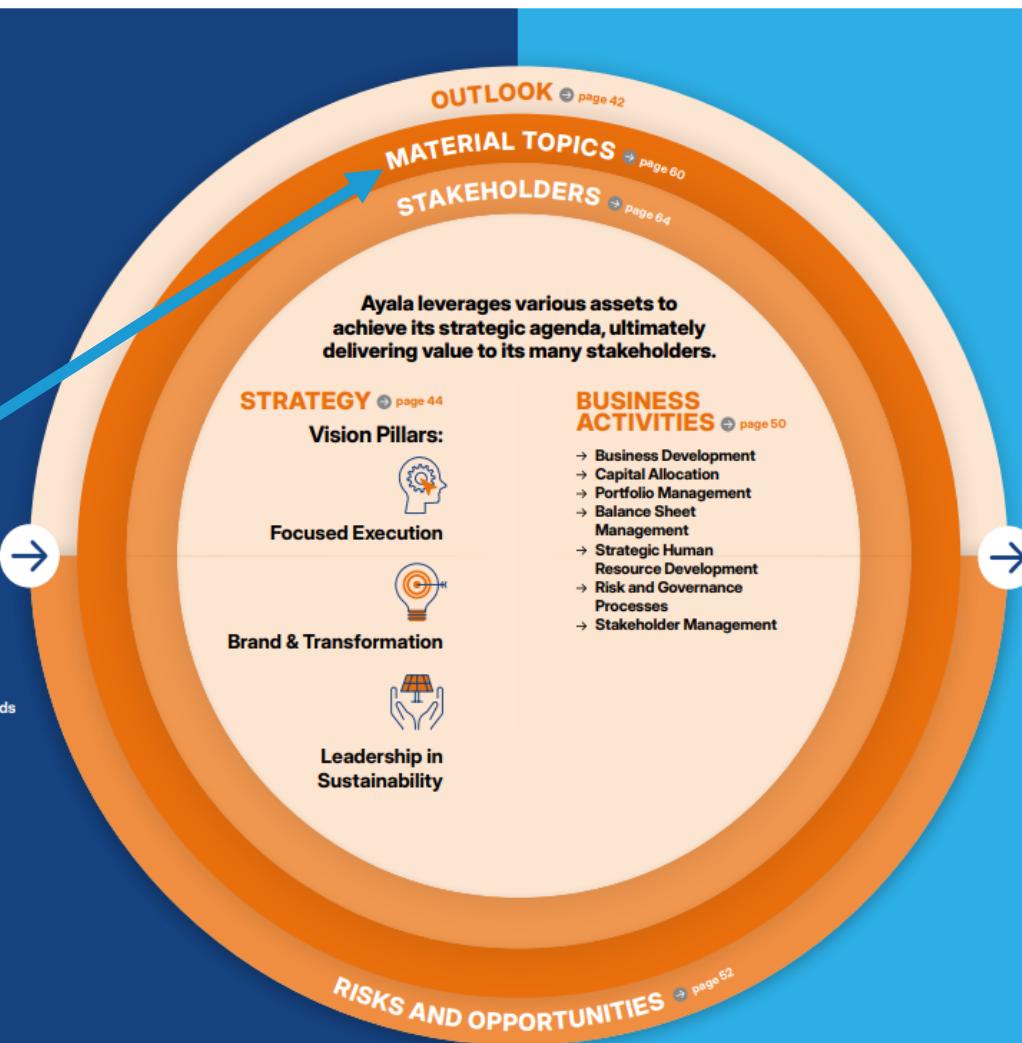 OUTLOOK page 42
MATERIAL TOPICS page 60
STAKEHOLDERS page 64
Ayala leverages various assets to
achieve its strategic agenda, ultimately
delivering value to its many stakeholders.
STRATEGY page 44
Vision Pillars:
Focused Execution
Brand & Transformation
Leadership in
Sustainability
BUSINESS
ACTIVITIES page 50
→ Business Development
→ Capital Allocation
→ Portfolio Management
→ Balance Sheet
Management
→ Strategic Human
Resource Development
→ Risk and Governance
Processes
→ Stakeholder Management
ds
RISKS AND OPPORTUNITIES page 52